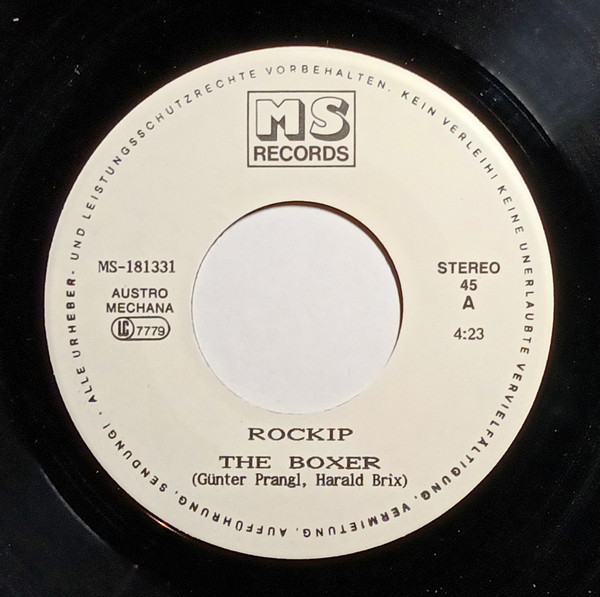 MS
RECORDS
ALLE URHEBER- UND LEISTUNGSSCHUTZRECHTE VORBEHALTEN. KEIN VERLEIH! KEINE UNERLAUBTE VERVIELFÄLTIGUNG, VERMIETUNG, AUFFÜHRUNG, SENDUNG! ·
MS-181331
AUSTRO
MECHANA
LC 7779
STEREO
45
A
4:23
ROCKIP
THE BOXER
(Günter Prangl, Harald Brix)